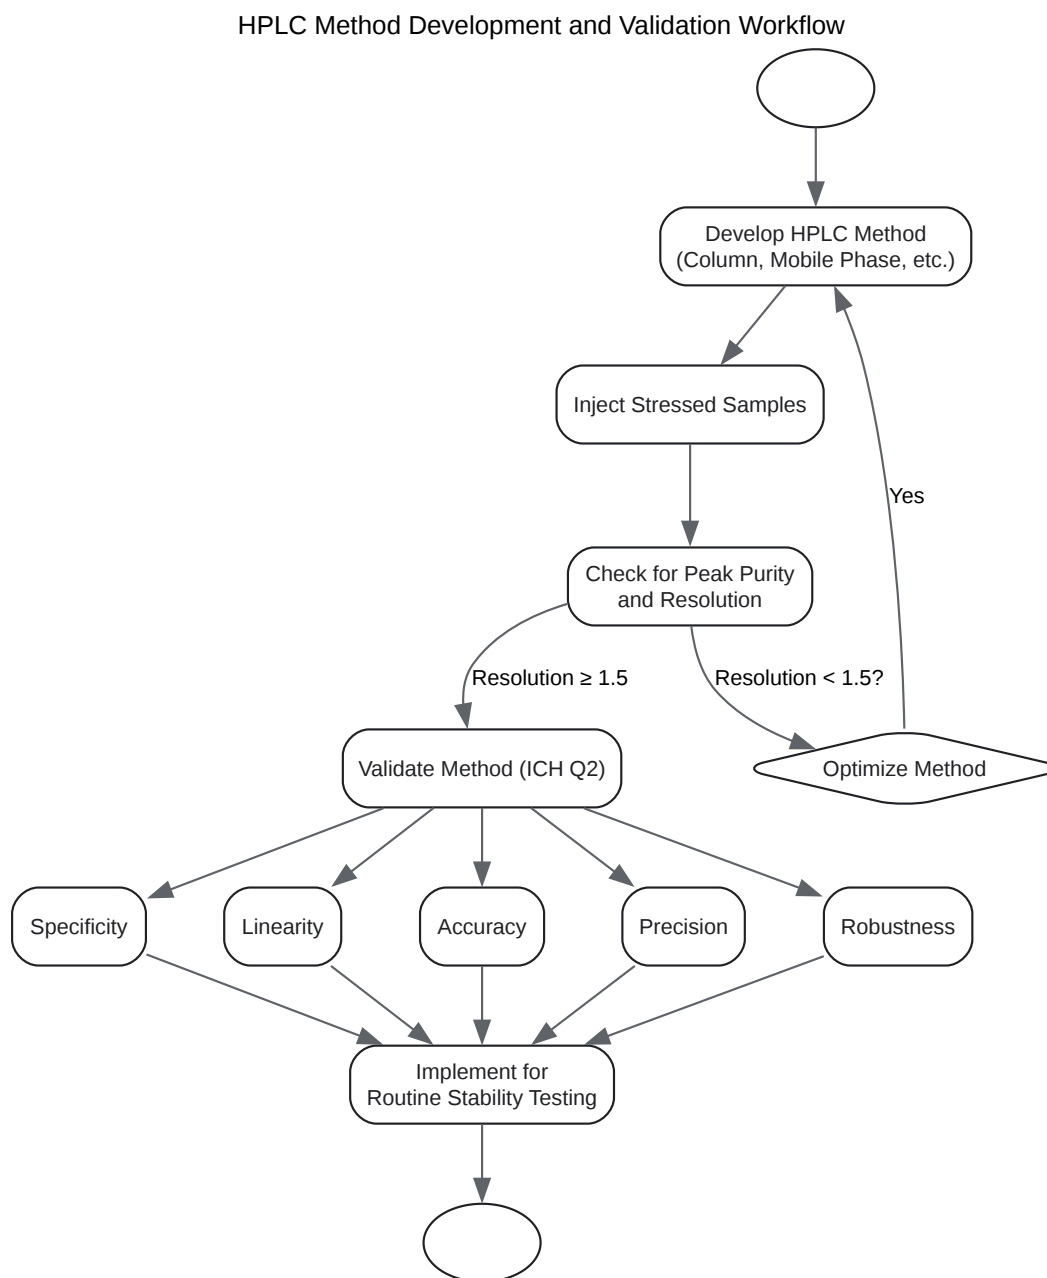 HPLC Method Development and Validation Workflow
Develop HPLC Method
(Column, Mobile Phase, etc.)
Inject Stressed Samples
Yes
Check for Peak Purity
and Resolution
Resolution ≥ 1.5
Resolution < 1.5?
Validate Method (ICH Q2)
Optimize Method
Specificity
Linearity
Accuracy
Precision
Robustness
Implement for
Routine Stability Testing